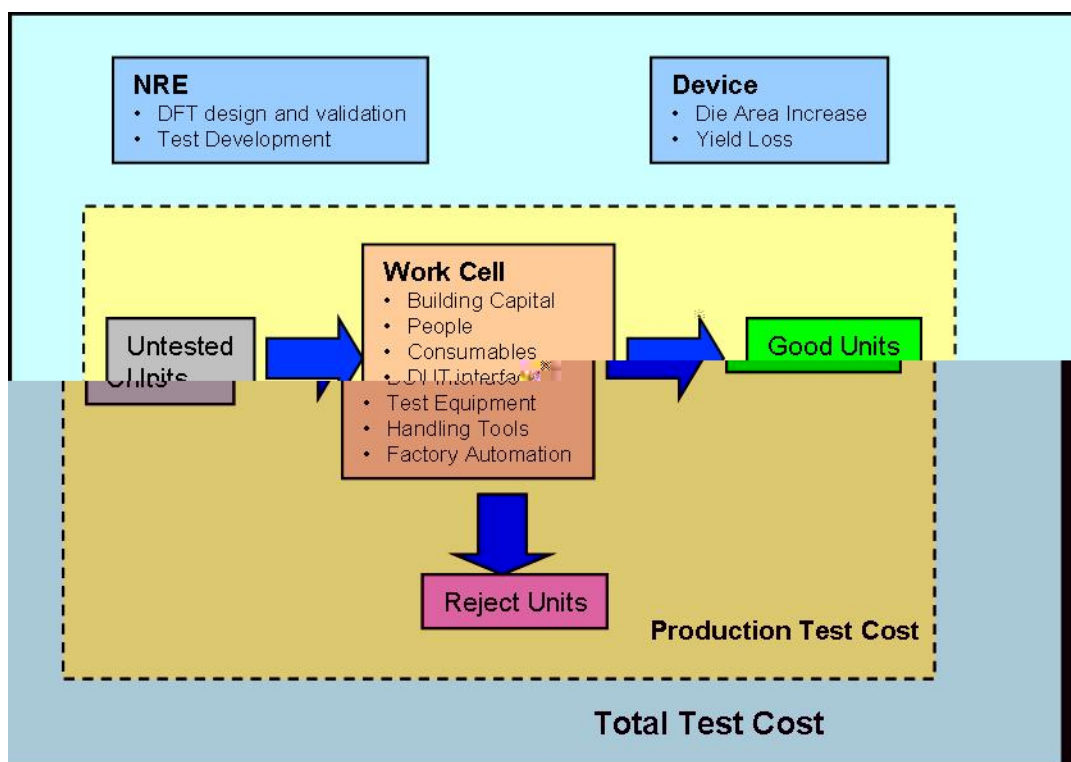 NRE
• DFT design and validation
• Test Development
Device
• Die Area Increase
• Yield Loss
Work Cell
• Building Capital
• People
• Consumables
• Test Equipment
• Handling Tools
• Factory Automation
Untested
Units
Good Units
Reject Units
Production Test Cost
Total Test Cost